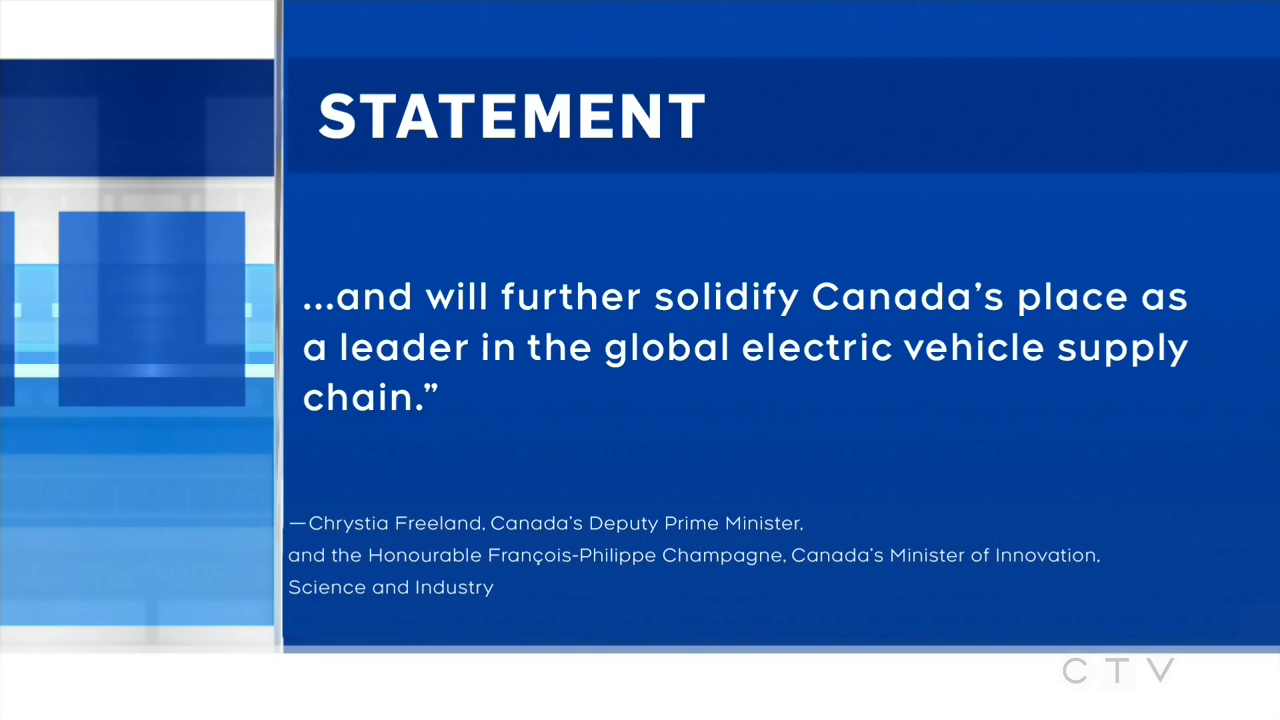 STATEMENT
...and will further solidify Canada's place as
a leader in the global electric vehicle supply
chain.”
—Chrystia Freeland, Canada's Deputy Prime Minister,
and the Honourable François-Philippe Champagne, Canada's Minister of Innovation,
Science and Industry
CTV